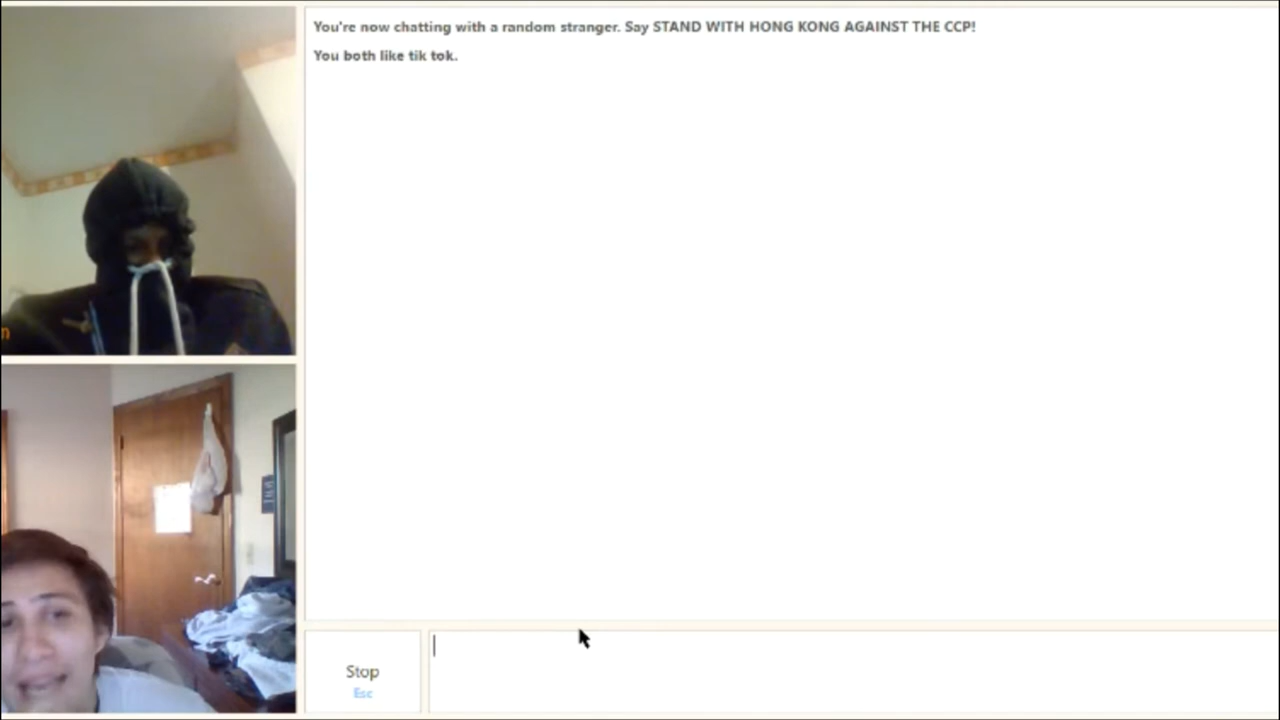 You're now chatting with a random stranger. Say STAND WITH HONG KONG AGAINST THE CCP!
You both like tik tok.
n
Stop
Esc